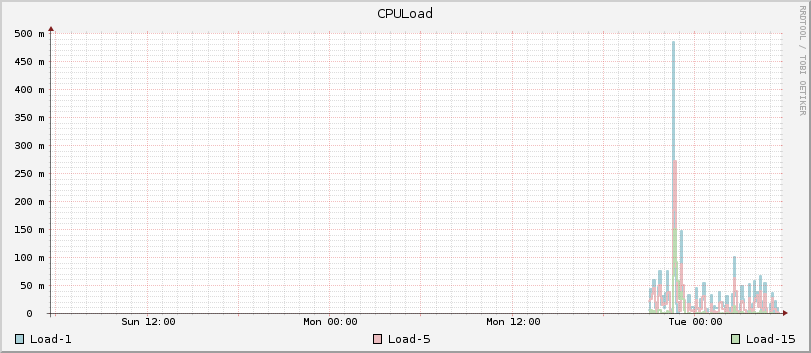 CPULoad
RRDTOOL / TOBI OETIKER
500 m
450 m
400 m
350 m
300 m
250 m
200 m
150 m
100 m
50 m
0
Sun 12:00 Mon 00:00 Mon 12:00 Tue 00:00
Load-1 Load-5 Load-15